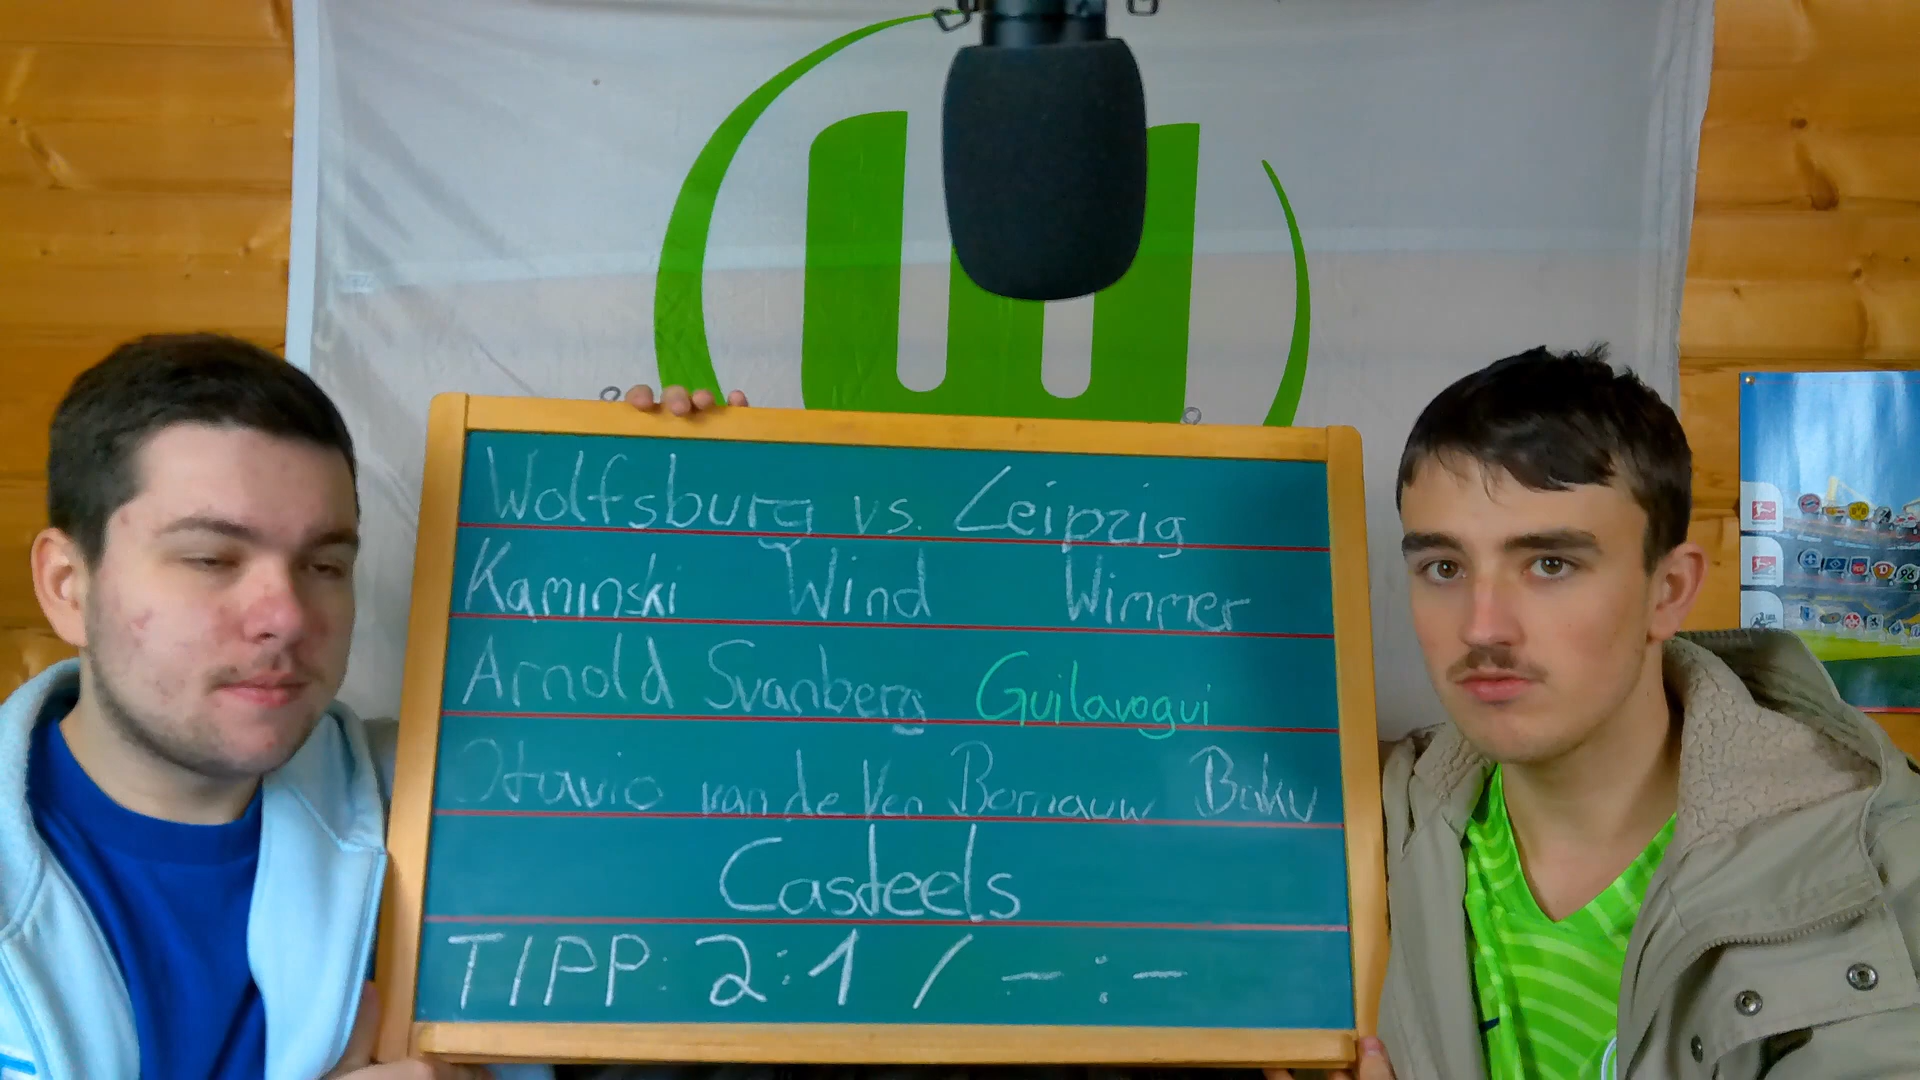 Wolfsburg vs. Leipzig
Kaminski Wind Wimmer
Arnold Svanberg Guilavogui
Otavio van de Ven Bornauw Baku
Casteels
TIPP: 2:1 / - : -